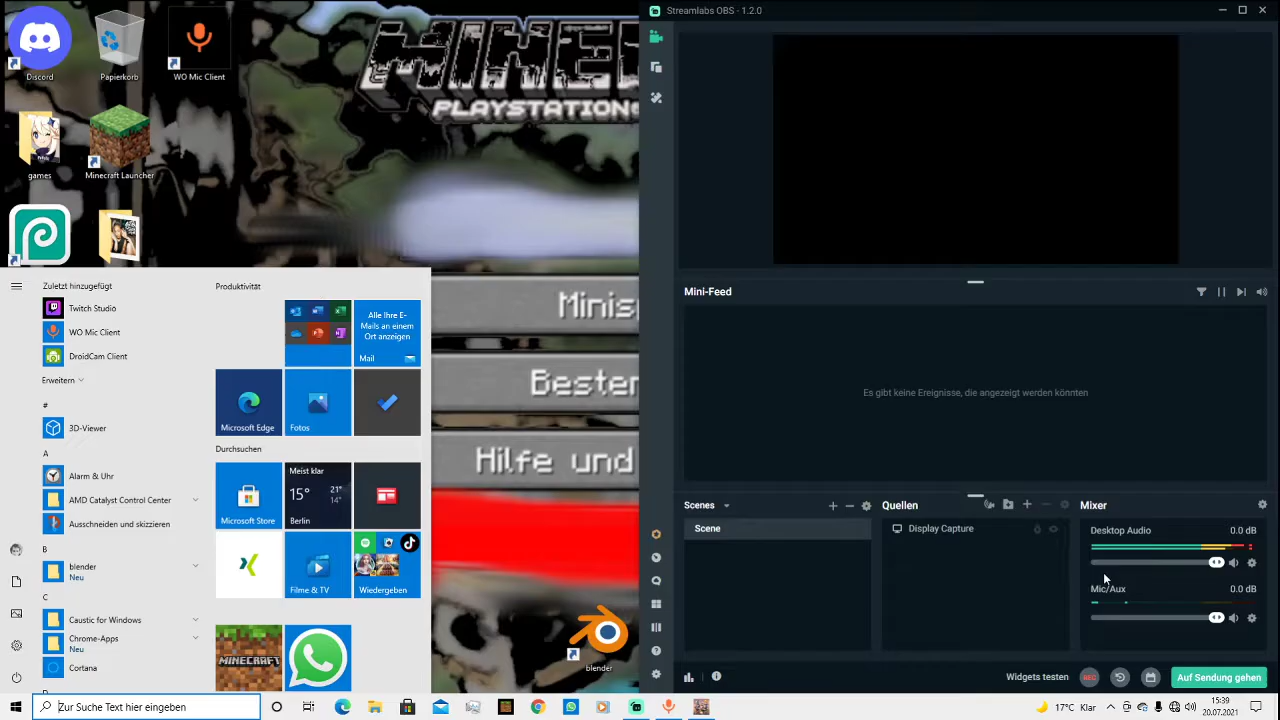 Discord
Papierkorb
WO Mic Client
games
Minecraft Launcher
PLAYSTATION
Minis
Besten
Hilfe und
blender
Zuletzt hinzugefügt
Twitch Studio
WO Mic Client
DroidCam Client
Erweitern
#
3D-Viewer
A
Alarm & Uhr
AMD Catalyst Control Center
Ausschneiden und skizzieren
B
blender
Neu
C
Caustic for Windows
Chrome-Apps
Neu
Cortana
Produktivität
Alle Ihre E-
Mails an einem
Ort anzeigen
Mail
Microsoft Edge
Fotos
Durchsuchen
Microsoft Store
Meist klar
15°
21°
14°
Berlin
Filme & TV
Wiedergeben
MINECRAFT
Zur Suche Text hier eingeben
Streamlabs OBS - 1.2.0
Mini-Feed
Es gibt keine Ereignisse, die angezeigt werden könnten
Scenes
Scene
Quellen
Display Capture
Mixer
Desktop Audio
0.0 dB
Mic/Aux
0.0 dB
Widgets testen
REC
Auf Sendung gehen
17°C Klar
15:39
20.07.2021